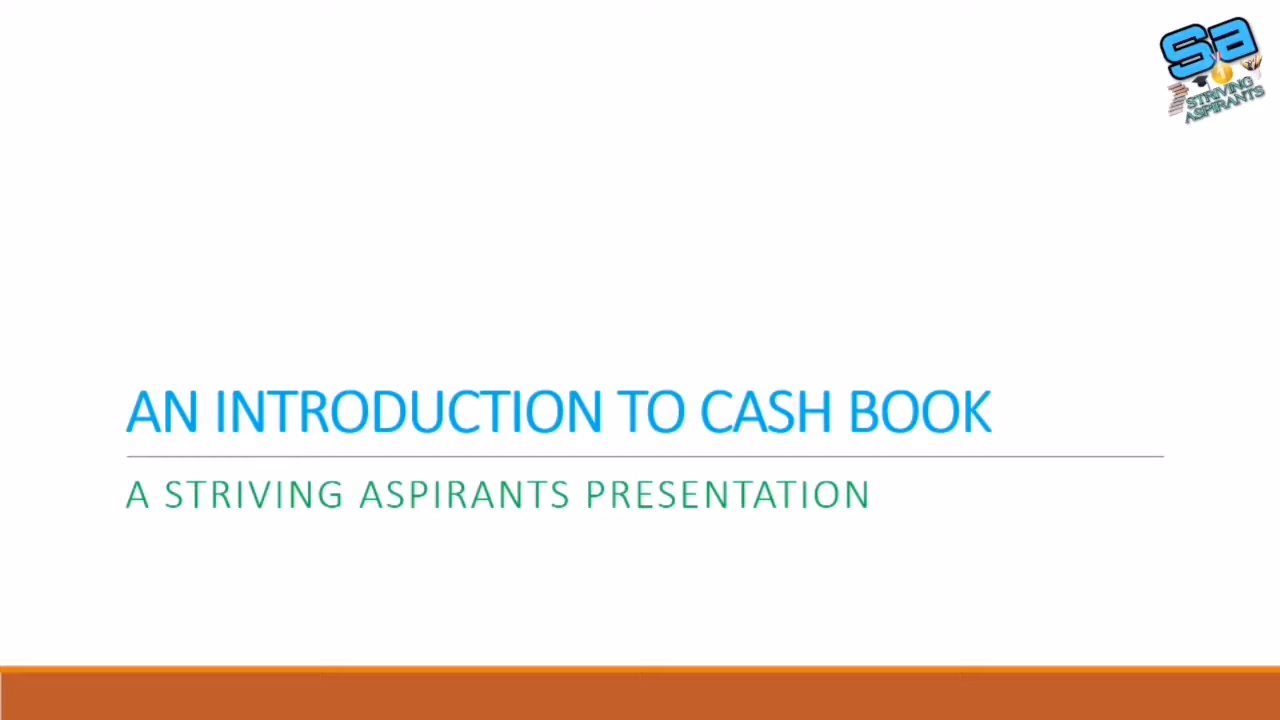 Sa
STRIVING
ASPIRANTS
AN INTRODUCTION TO CASH BOOK
A STRIVING ASPIRANTS PRESENTATION